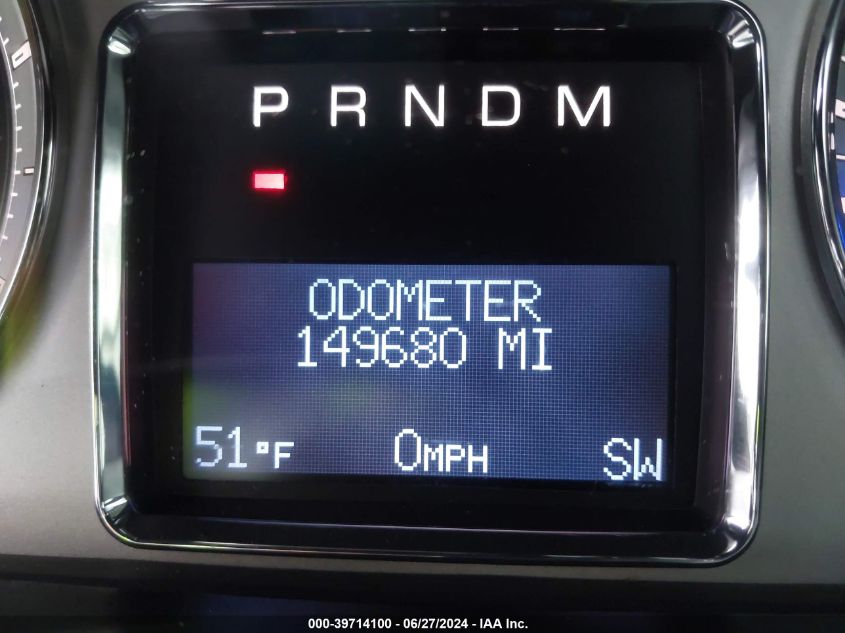 P R N D M
ODOMETER
149680 MI
51°F 0MPH SW
000-39714100 - 06/27/2024 - IAA Inc.